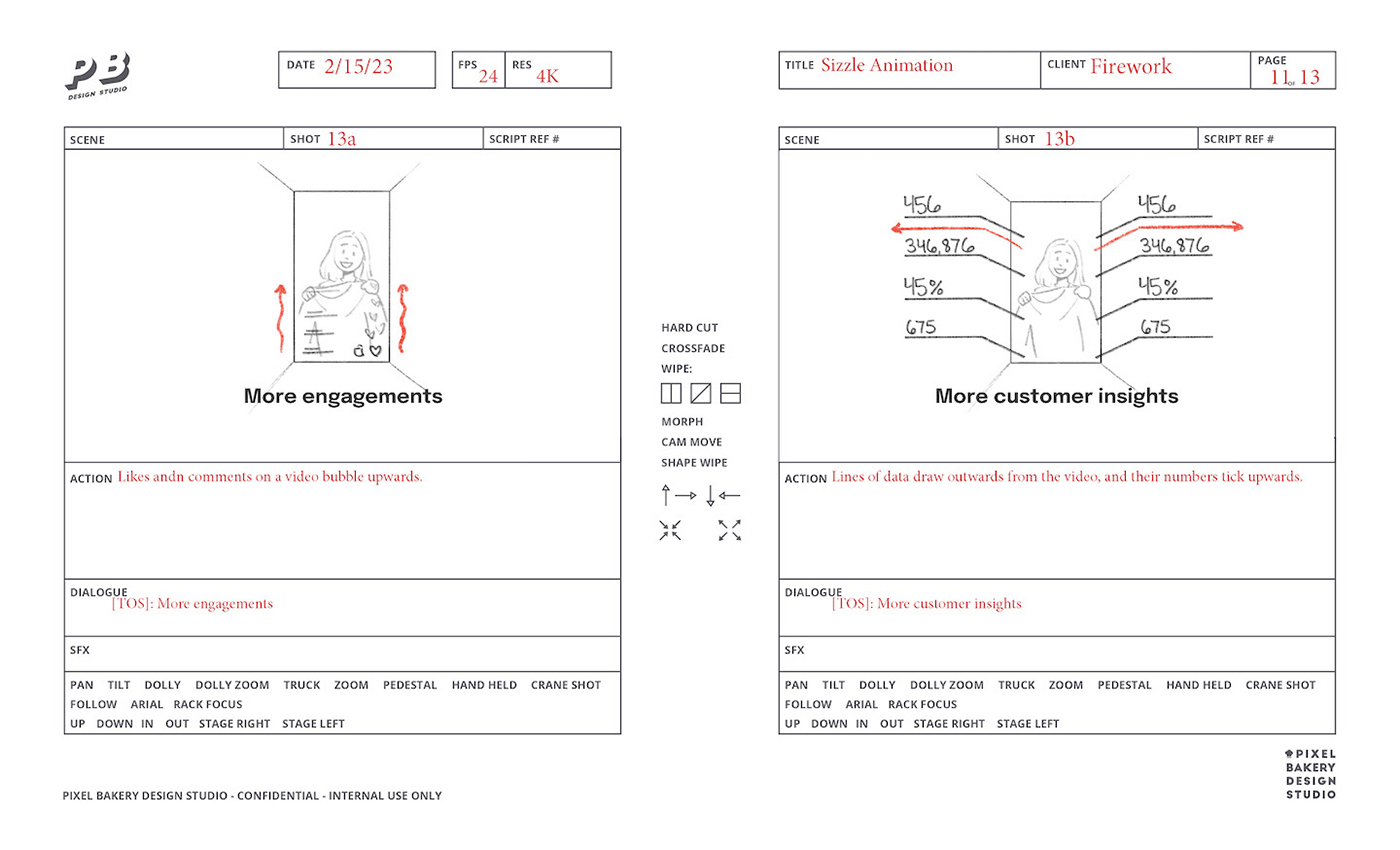 PB
DESIGN STUDIO
DATE 2/15/23
FPS 24
RES 4K
TITLE Sizzle Animation
CLIENT Firework
PAGE 11 of 13
SCENE
SHOT 13a
SCRIPT REF #
More engagements
ACTION Likes andn comments on a video bubble upwards.
DIALOGUE
[TOS]: More engagements
SFX
PAN TILT DOLLY DOLLY ZOOM TRUCK ZOOM PEDESTAL HAND HELD CRANE SHOT
FOLLOW ARIAL RACK FOCUS
UP DOWN IN OUT STAGE RIGHT STAGE LEFT
HARD CUT
CROSSFADE
WIPE:
MORPH
CAM MOVE
SHAPE WIPE
SCENE
SHOT 13b
SCRIPT REF #
456 456
346,876 346,876
45% 45%
675 675
More customer insights
ACTION Lines of data draw outwards from the video, and their numbers tick upwards.
DIALOGUE
[TOS]: More customer insights
SFX
PAN TILT DOLLY DOLLY ZOOM TRUCK ZOOM PEDESTAL HAND HELD CRANE SHOT
FOLLOW ARIAL RACK FOCUS
UP DOWN IN OUT STAGE RIGHT STAGE LEFT
PIXEL BAKERY DESIGN STUDIO - CONFIDENTIAL - INTERNAL USE ONLY
PIXEL
BAKERY
DESIGN
STUDIO